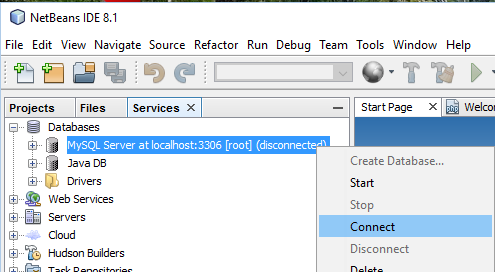 NetBeans IDE 8.1
File Edit View Navigate Source Refactor Run Debug Team Tools Window Help
Projects Files Services Start Page Welcom
Databases
MySQL Server at localhost:3306 [root] (disconnected)
Java DB
Drivers
Web Services
Servers
Cloud
Hudson Builders
Task Repositories
Create Database...
Start
Stop
Connect
Disconnect
Delete